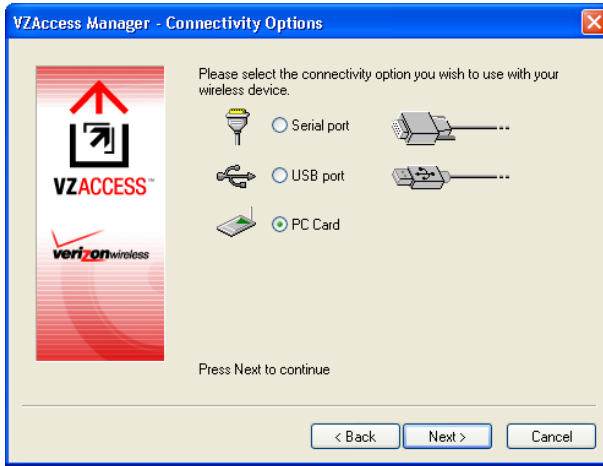 VZAccess Manager - Connectivity Options
Please select the connectivity option you wish to use with your
wireless device.
Serial port
USB port
PC Card
VZACCESS™
verizonwireless
Press Next to continue
< Back
Next >
Cancel